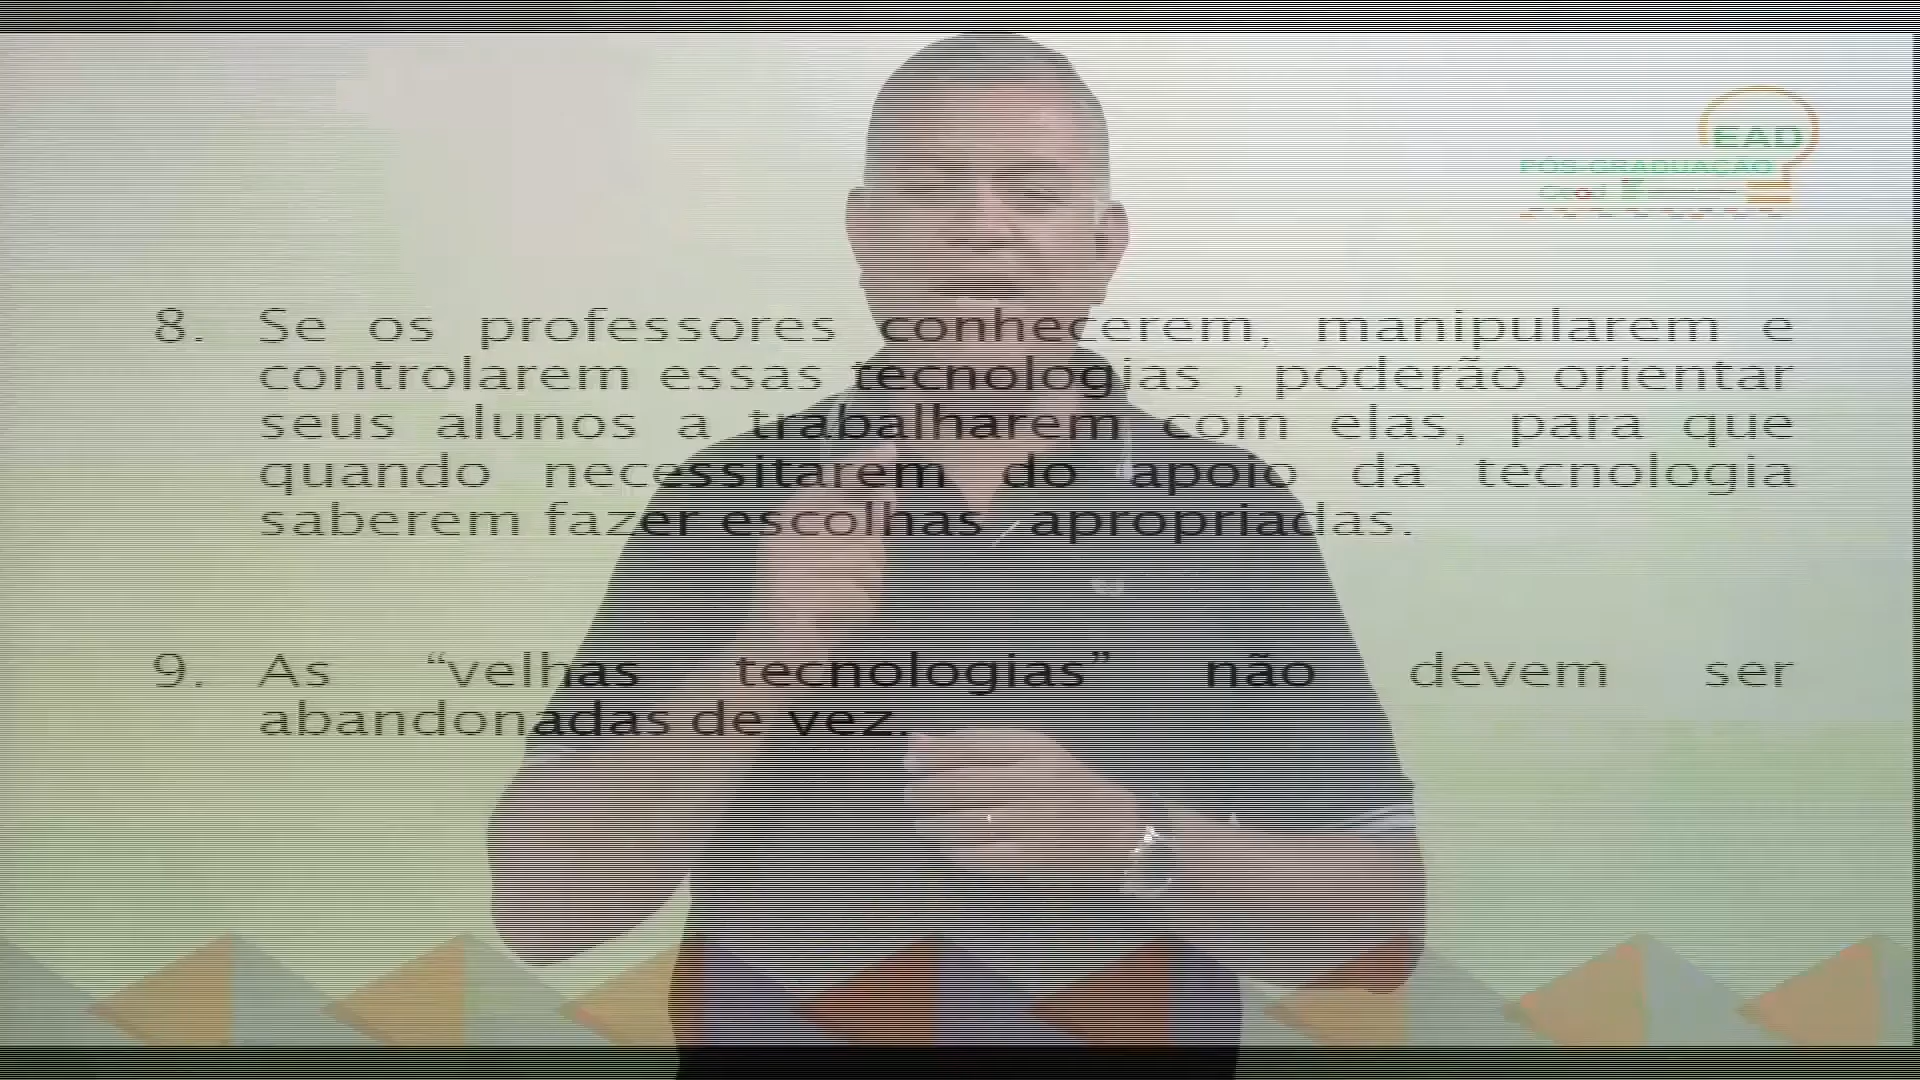 EAD
PÓS-GRADUAÇÃO
8. Se os professores conhecerem, manipularem e
controlarem essas tecnologias , poderão orientar
seus alunos a trabalharem com elas, para que
quando necessitarem do apoio da tecnologia
saberem fazer escolhas apropriadas.
9. As “velhas tecnologias” não devem ser
abandonadas de vez.